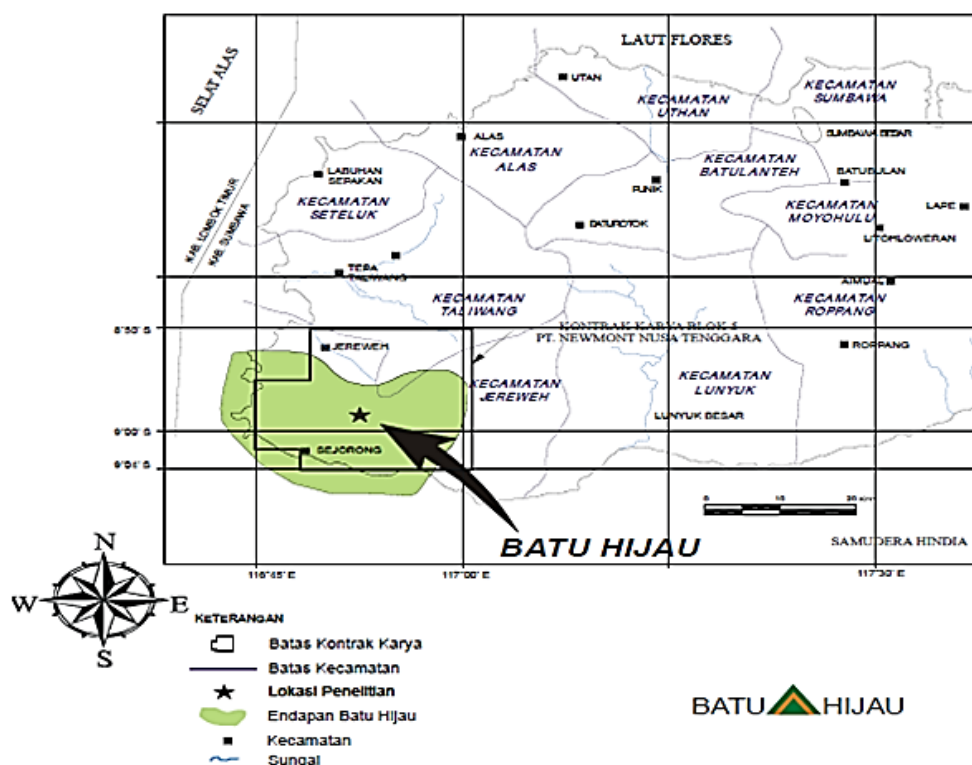 LAUT FLORES
SELAT ALAS
UTAN
KECAMATAN
SUMBAWA
KECAMATAN
UTHAN
SUMBAWA BESAR
ALAS
KECAMATAN
ALAS
KECAMATAN
BATULANTEH
BATUBULAN
LABUHAN
SEPAKAN
PUNIK
KECAMATAN
SETELUK
KECAMATAN
MOYOHULU
LAPE
BATUROTOK
KAB. LOMBOK TIMUR
KAB. SUMBAWA
TEPA
TALIWANG
KECAMATAN
TALIWANG
KECAMATAN
ROPPANG
8°53' S
KONTRAK KARYA BLOK 5
PT. NEWMONT NUSA TENGGARA
JEREWEH
ROPPANG
KECAMATAN
JEREWEH
KECAMATAN
LUNYUK
LUNYUK BESAR
9°00' S
SEJORONG
9°04' S
BATU HIJAU
SAMUDERA HINDIA
116°45' E
117°00' E
117°30' E
N
W
E
S
KETERANGAN
Batas Kontrak Karya
Batas Kecamatan
Lokasi Penelitian
Endapan Batu Hijau
Kecamatan
Sungai
BATU HIJAU